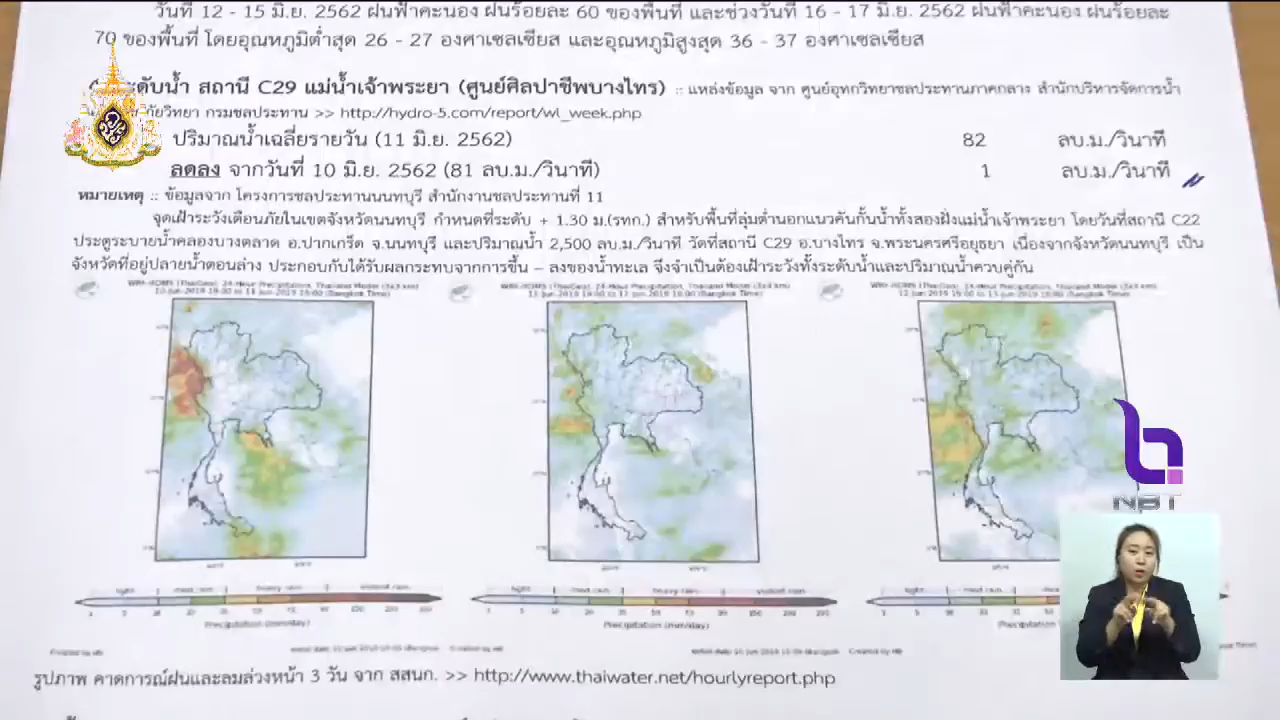 วันที่ 12 - 15 มิ.ย. 2562 ฝนฟ้าคะนอง ฝนร้อยละ 60 ของพื้นที่ และช่วงวันที่ 16 - 17 มิ.ย. 2562 ฝนฟ้าคะนอง ฝนร้อยละ
70 ของพื้นที่ โดยอุณหภูมิต่ำสุด 26 - 27 องศาเซลเซียส และอุณหภูมิสูงสุด 36 - 37 องศาเซลเซียส
ระดับน้ำ สถานี C29 แม่น้ำเจ้าพระยา (ศูนย์ศิลปาชีพบางไทร) :: แหล่งข้อมูล จาก ศูนย์อุทกวิทยาชลประทานภาคกลาง สำนักบริหารจัดการน้ำ
กรมชลประทาน >> http://hydro-5.com/report/wl_week.php
ปริมาณน้ำเฉลี่ยรายวัน (11 มิ.ย. 2562) 82 ลบ.ม./วินาที
ลดลง จากวันที่ 10 มิ.ย. 2562 (81 ลบ.ม./วินาที) 1 ลบ.ม./วินาที
หมายเหตุ :: ข้อมูลจาก โครงการชลประทานนนทบุรี สำนักงานชลประทานที่ 11
จุดเฝ้าระวังเตือนภัยในเขตจังหวัดนนทบุรี กำหนดที่ระดับ + 1.30 ม.(รทก.) สำหรับพื้นที่ลุ่มต่ำนอกแนวคันกั้นน้ำทั้งสองฝั่งแม่น้ำเจ้าพระยา โดยวันที่สถานี C22
ประตูระบายน้ำคลองบางตลาด อ.ปากเกร็ด จ.นนทบุรี และปริมาณน้ำ 2,500 ลบ.ม./วินาที วัดที่สถานี C29 อ.บางไทร จ.พระนครศรีอยุธยา เนื่องจากจังหวัดนนทบุรี เป็น
จังหวัดที่อยู่ปลายน้ำตอนล่าง ประกอบกับได้รับผลกระทบจากการขึ้น – ลงของน้ำทะเล จึงจำเป็นต้องเฝ้าระวังทั้งระดับน้ำและปริมาณน้ำควบคู่กัน
Precipitation (mm/day)
Precipitation (mm/day)
รูปภาพ คาดการณ์ฝนและลมล่วงหน้า 3 วัน จาก สสนก. >> http://www.thaiwater.net/hourlyreport.php
NBT